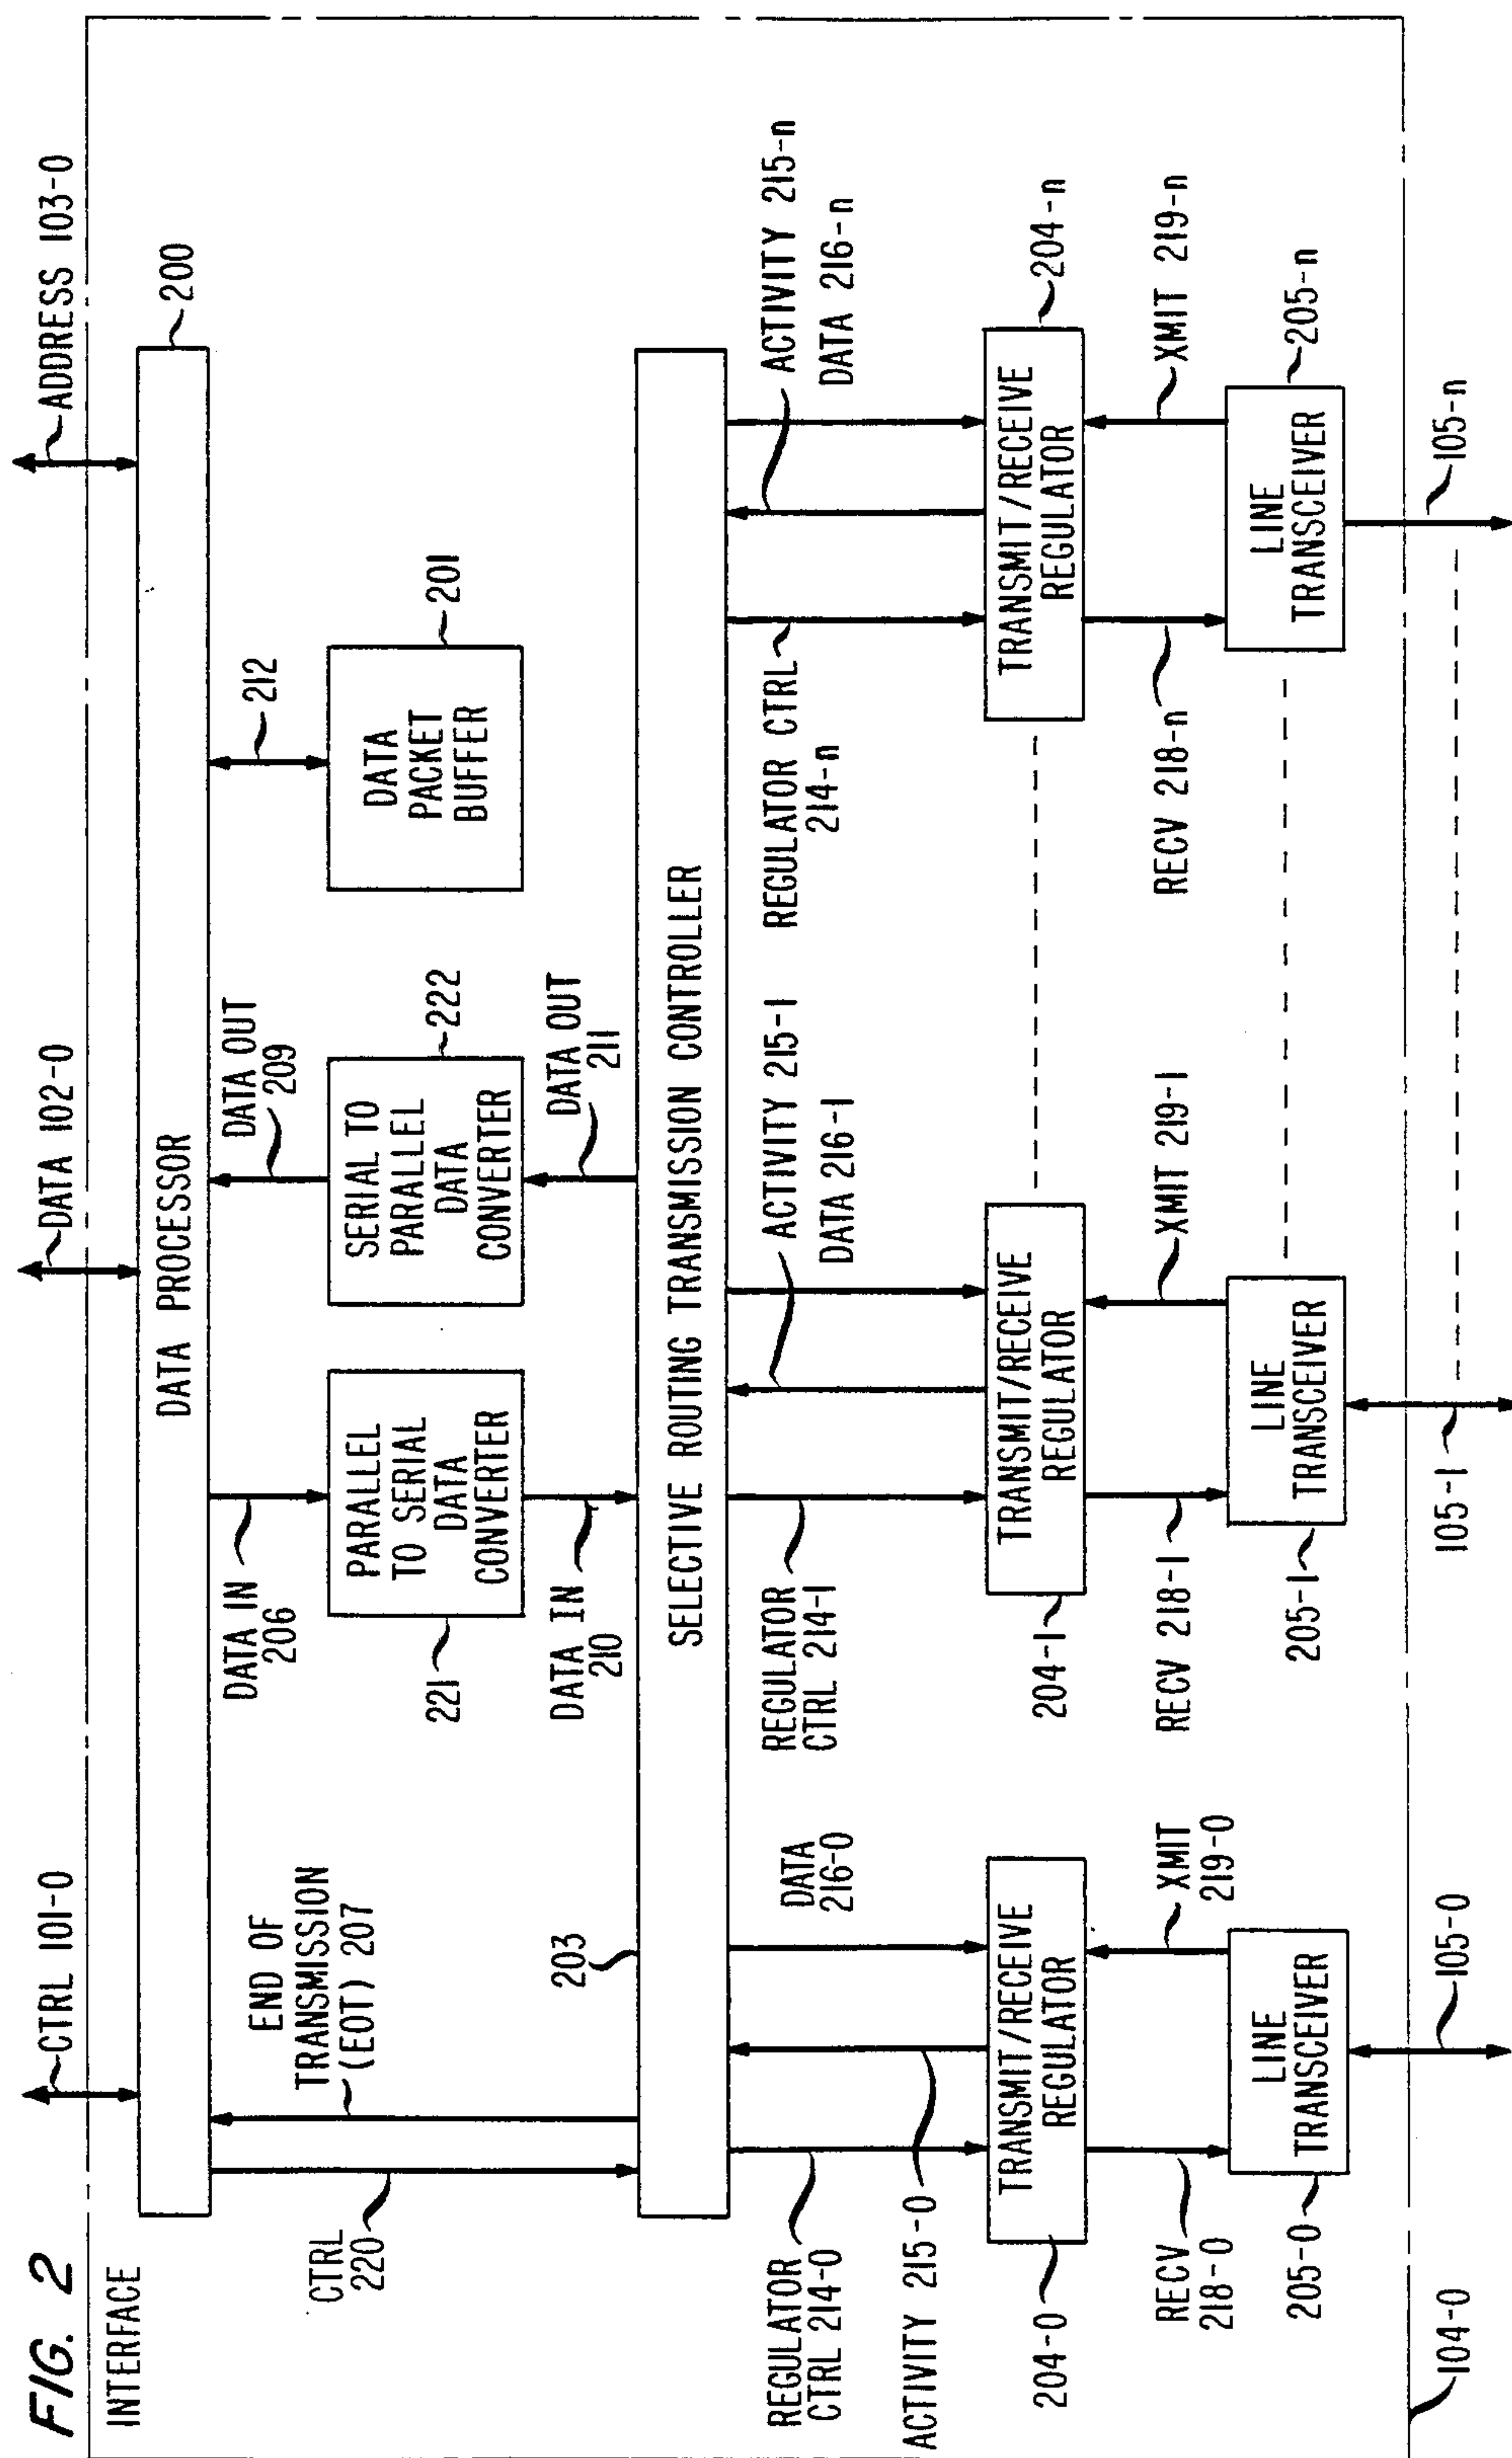 FIG. 2
INTERFACE
CTRL 101-0
DATA 102-0
ADDRESS 103-0
DATA PROCESSOR
200
CTRL
220
END OF
TRANSMISSION
(EOT) 207
DATA IN
206
DATA OUT
209
212
221
PARALLEL
TO SERIAL
DATA
CONVERTER
SERIAL TO
PARALLEL
DATA
CONVERTER
222
DATA
PACKET
BUFFER
201
DATA IN
210
DATA OUT
211
203
SELECTIVE ROUTING TRANSMISSION CONTROLLER
REGULATOR
CTRL 214-0
DATA
216-0
ACTIVITY 215-0
REGULATOR
CTRL 214-1
ACTIVITY 215-1
DATA 216-1
REGULATOR CTRL
214-n
ACTIVITY 215-n
DATA 216-n
204-0
TRANSMIT/RECEIVE
REGULATOR
204-1
TRANSMIT/RECEIVE
REGULATOR
TRANSMIT/RECEIVE
REGULATOR
204-n
RECV
218-0
XMIT
219-0
RECV 218-1
XMIT 219-1
RECV 218-n
XMIT 219-n
205-0
LINE
TRANSCEIVER
205-1
LINE
TRANSCEIVER
LINE
TRANSCEIVER
205-n
104-0
105-0
105-1
105-n